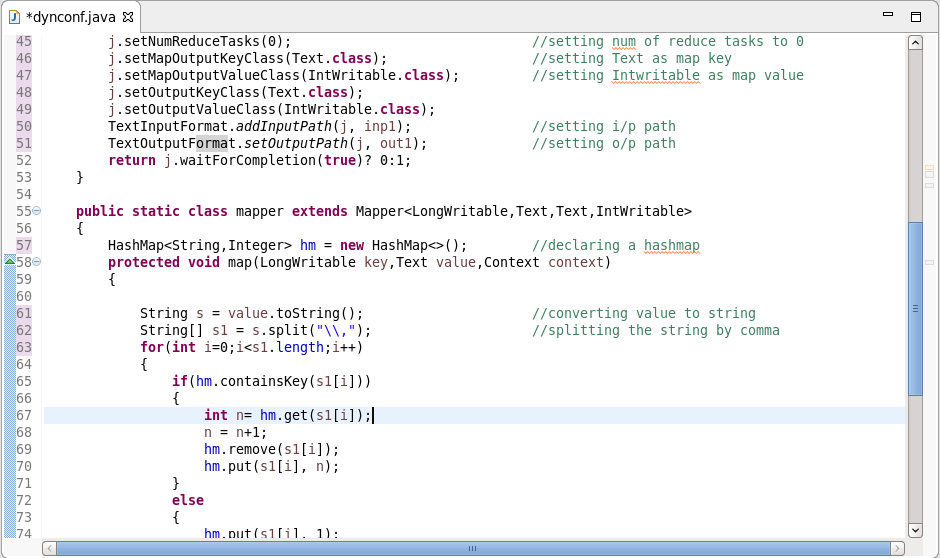 *dynconf.java
45 j.setNumReduceTasks(0); //setting num of reduce tasks to 0
46 j.setMapOutputKeyClass(Text.class); //setting Text as map key
47 j.setMapOutputValueClass(IntWritable.class); //setting Intwritable as map value
48 j.setOutputKeyClass(Text.class);
49 j.setOutputValueClass(IntWritable.class);
50 TextInputFormat.addInputPath(j, inp1); //setting i/p path
51 TextOutputFormat.setOutputPath(j, out1); //setting o/p path
52 return j.waitForCompletion(true)? 0:1;
53 }
54
55 public static class mapper extends Mapper<LongWritable,Text,Text,IntWritable>
56 {
57 HashMap<String,Integer> hm = new HashMap<>(); //declaring a hashmap
58 protected void map(LongWritable key,Text value,Context context)
59 {
60
61 String s = value.toString(); //converting value to string
62 String[] s1 = s.split("\\,"); //splitting the string by comma
63 for(int i=0;i<s1.length;i++)
64 {
65 if(hm.containsKey(s1[i]))
66 {
67 int n= hm.get(s1[i]);
68 n = n+1;
69 hm.remove(s1[i]);
70 hm.put(s1[i], n);
71 }
72 else
73 {
74 hm.put(s1[i], 1);